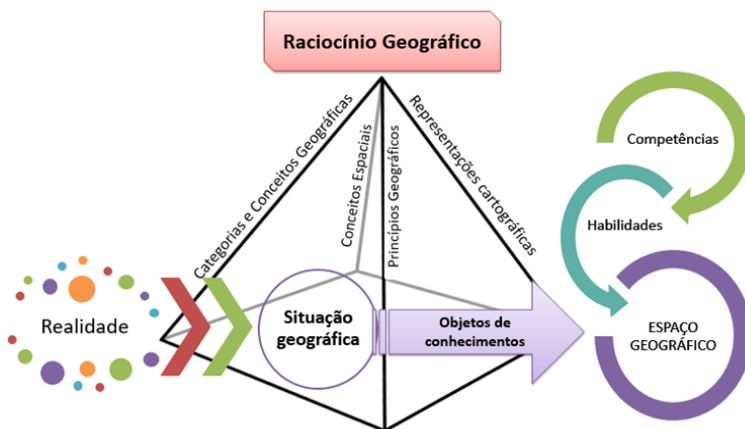 Raciocínio Geográfico
Categorias e Conceitos Geográficas
Conceitos Espaciais
Princípios Geográficos
Representações cartográficas
Competências
Habilidades
Realidade
Situação
geográfica
Objetos de
conhecimentos
ESPAÇO
GEOGRÁFICO